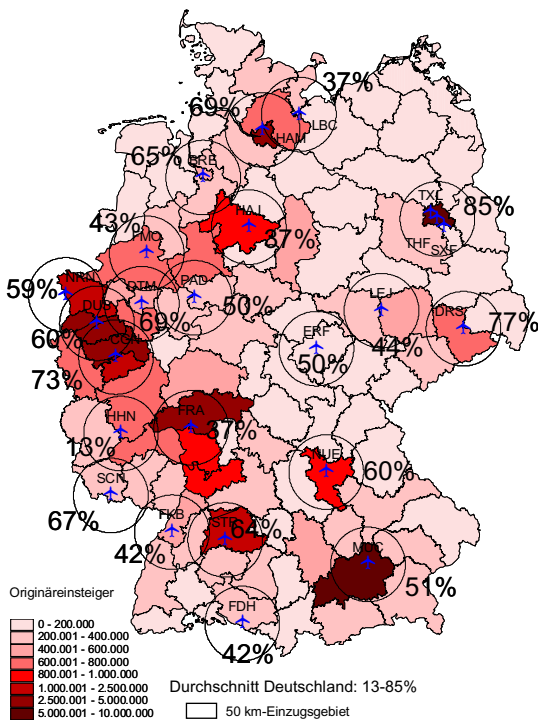 37%
69%
LBC
HAM
65%
BRE
TXL
85%
HAJ
43%
FMO
37%
THF
SXF
NRN
59%
DTM
PAD
DUS
50%
LEJ
DRS
69%
77%
60%
CGN
ERF
44%
50%
73%
HHN
FRA
37%
13%
NUE
60%
SCN
67%
FKB
STR
64%
42%
MUC
51%
Originäreinsteiger
FDH
42%
0 - 200.000
200.001 - 400.000
400.001 - 600.000
600.001 - 800.000
800.001 - 1.000.000
1.000.001 - 2.500.000
2.500.001 - 5.000.000
5.000.001 - 10.000.000
Durchschnitt Deutschland: 13-85%
50 km-Einzugsgebiet